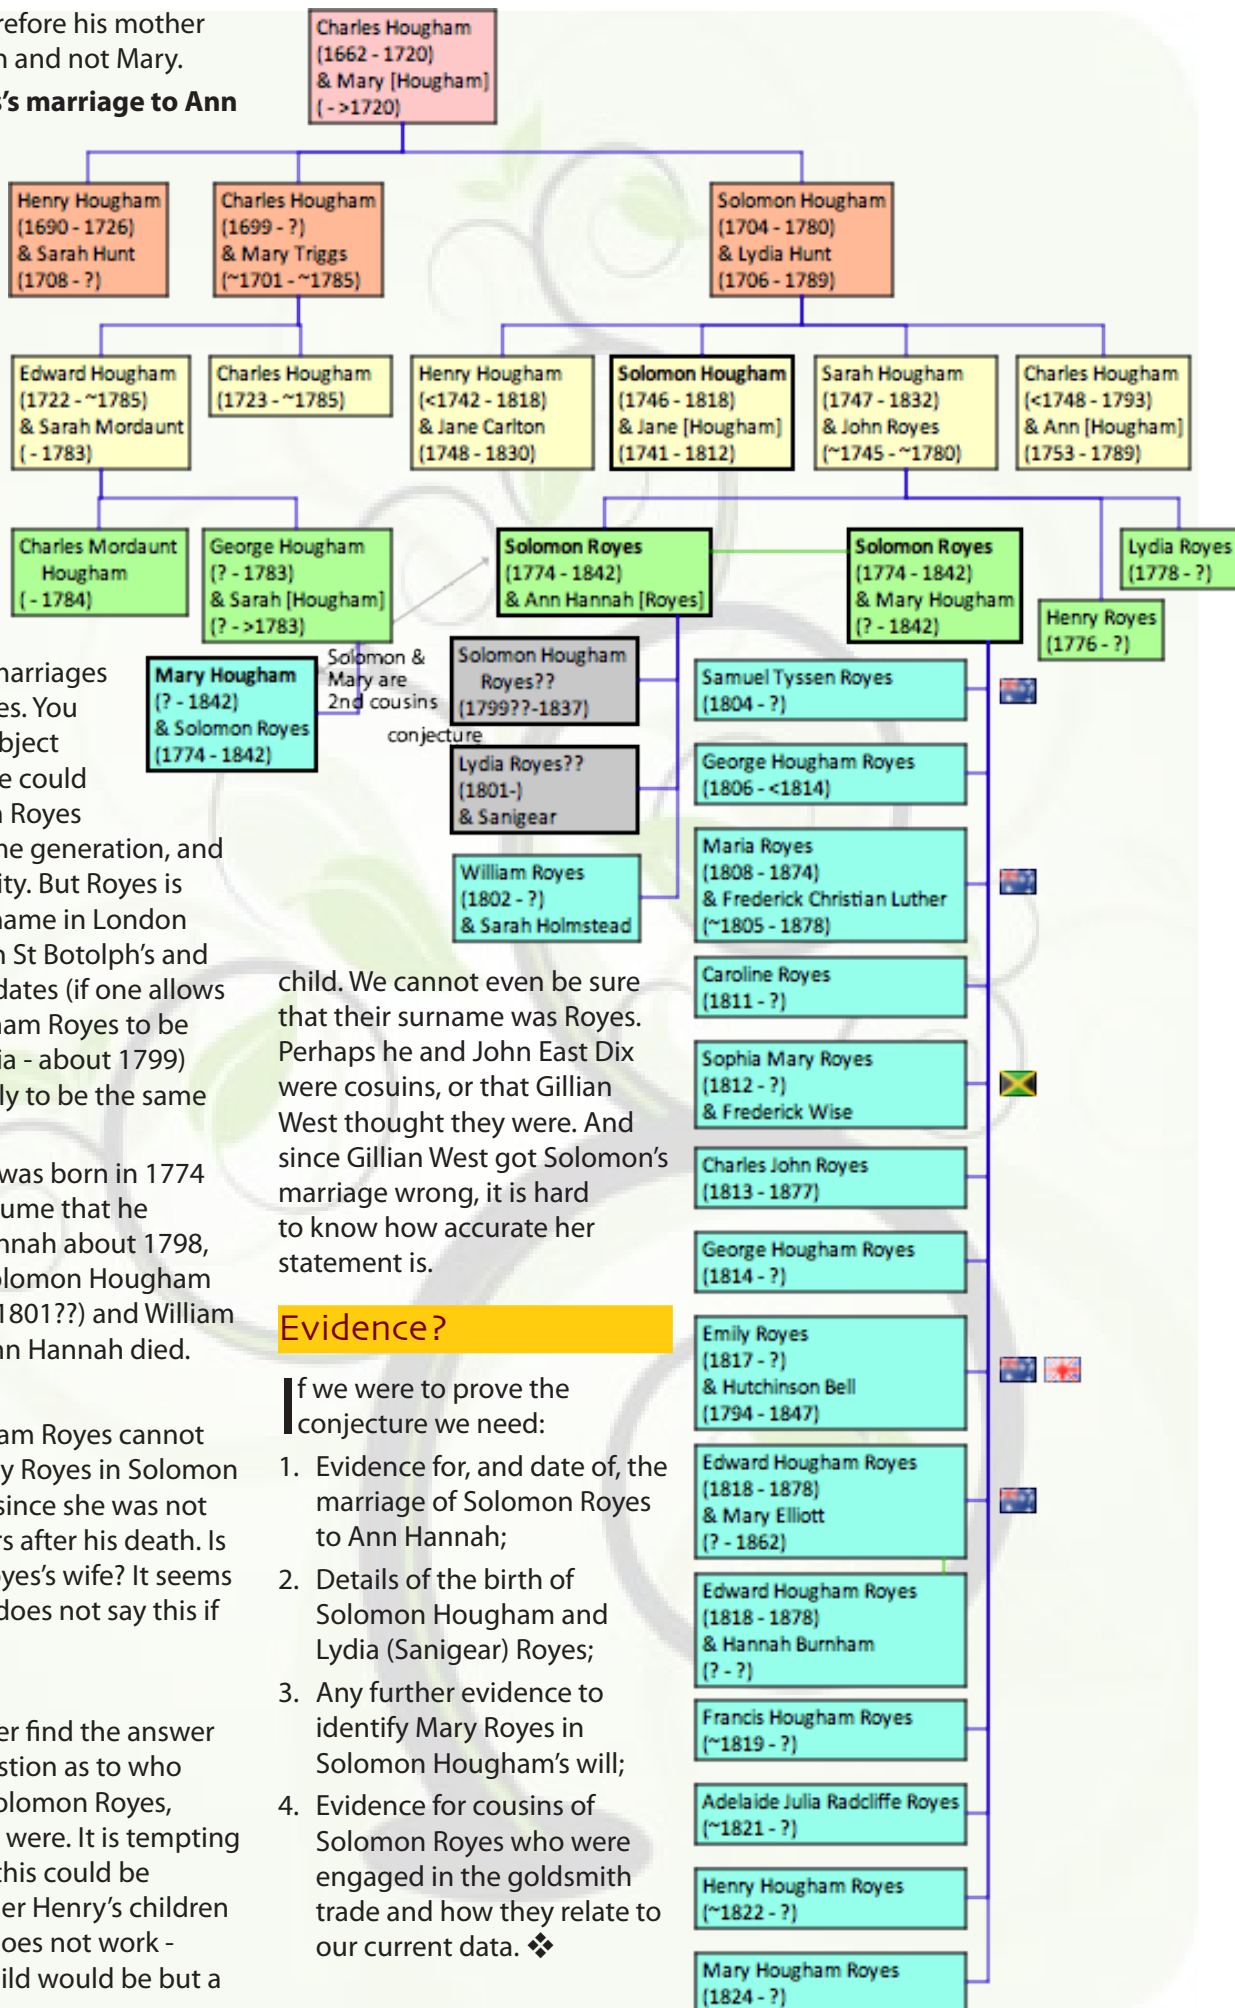 refore his mother
n and not Mary.
s's marriage to Ann
Charles Hougham
(1662 - 1720)
& Mary [Hougham]
( ->1720)
Henry Hougham
(1690 - 1726)
& Sarah Hunt
(1708 - ?)
Charles Hougham
(1699 - ?)
& Mary Triggs
(~1701 - ~1785)
Solomon Hougham
(1704 - 1780)
& Lydia Hunt
(1706 - 1789)
Edward Hougham
(1722 - ~1785)
& Sarah Mordaunt
( - 1783)
Charles Hougham
(1723 - ~1785)
Henry Hougham
(<1742 - 1818)
& Jane Carlton
(1748 - 1830)
Solomon Hougham
(1746 - 1818)
& Jane [Hougham]
(1741 - 1812)
Sarah Hougham
(1747 - 1832)
& John Royes
(~1745 - ~1780)
Charles Hougham
(<1748 - 1793)
& Ann [Hougham]
(1753 - 1789)
Charles Mordaunt
Hougham
( - 1784)
George Hougham
(? - 1783)
& Sarah [Hougham]
(? - >1783)
Solomon Royes
(1774 - 1842)
& Ann Hannah [Royes]
Solomon Royes
(1774 - 1842)
& Mary Hougham
(? - 1842)
Henry Royes
(1776 - ?)
Lydia Royes
(1778 - ?)
Mary Hougham
(? - 1842)
& Solomon Royes
(1774 - 1842)
Solomon &
Mary are
2nd cousins
conjecture
Solomon Hougham
Royes??
(1799??-1837)
Lydia Royes??
(1801-)
& Sanigear
William Royes
(1802 - ?)
& Sarah Holmstead
Samuel Tyssen Royes
(1804 - ?)
George Hougham Royes
(1806 - <1814)
Maria Royes
(1808 - 1874)
& Frederick Christian Luther
(~1805 - 1878)
Caroline Royes
(1811 - ?)
Sophia Mary Royes
(1812 - ?)
& Frederick Wise
Charles John Royes
(1813 - 1877)
George Hougham Royes
(1814 - ?)
Emily Royes
(1817 - ?)
& Hutchinson Bell
(1794 - 1847)
Edward Hougham Royes
(1818 - 1878)
& Mary Elliott
(? - 1862)
Edward Hougham Royes
(1818 - 1878)
& Hannah Burnham
(? - ?)
Francis Hougham Royes
(~1819 - ?)
Adelaide Julia Radcliffe Royes
(~1821 - ?)
Henry Hougham Royes
(~1822 - ?)
Mary Hougham Royes
(1824 - ?)
narriages
es. You
bject
e could
n Royes
ne generation, and
ity. But Royes is
name in London
n St Botolph's and
dates (if one allows
nam Royes to be
ia - about 1799)
ly to be the same
was born in 1774
ume that he
nnah about 1798,
olomon Hougham
1801??) and William
nn Hannah died.
am Royes cannot
y Royes in Solomon
since she was not
rs after his death. Is
oyes's wife? It seems
does not say this if
er find the answer
stion as to who
olomon Royes,
were. It is tempting
this could be
er Henry's children
oes not work -
ild would be but a
child. We cannot even be sure
that their surname was Royes.
Perhaps he and John East Dix
were cosuins, or that Gillian
West thought they were. And
since Gillian West got Solomon's
marriage wrong, it is hard
to know how accurate her
statement is.
Evidence?
If we were to prove the
conjecture we need:
1. Evidence for, and date of, the
marriage of Solomon Royes
to Ann Hannah;
2. Details of the birth of
Solomon Hougham and
Lydia (Sanigear) Royes;
3. Any further evidence to
identify Mary Royes in
Solomon Hougham's will;
4. Evidence for cousins of
Solomon Royes who were
engaged in the goldsmith
trade and how they relate to
our current data. ❖